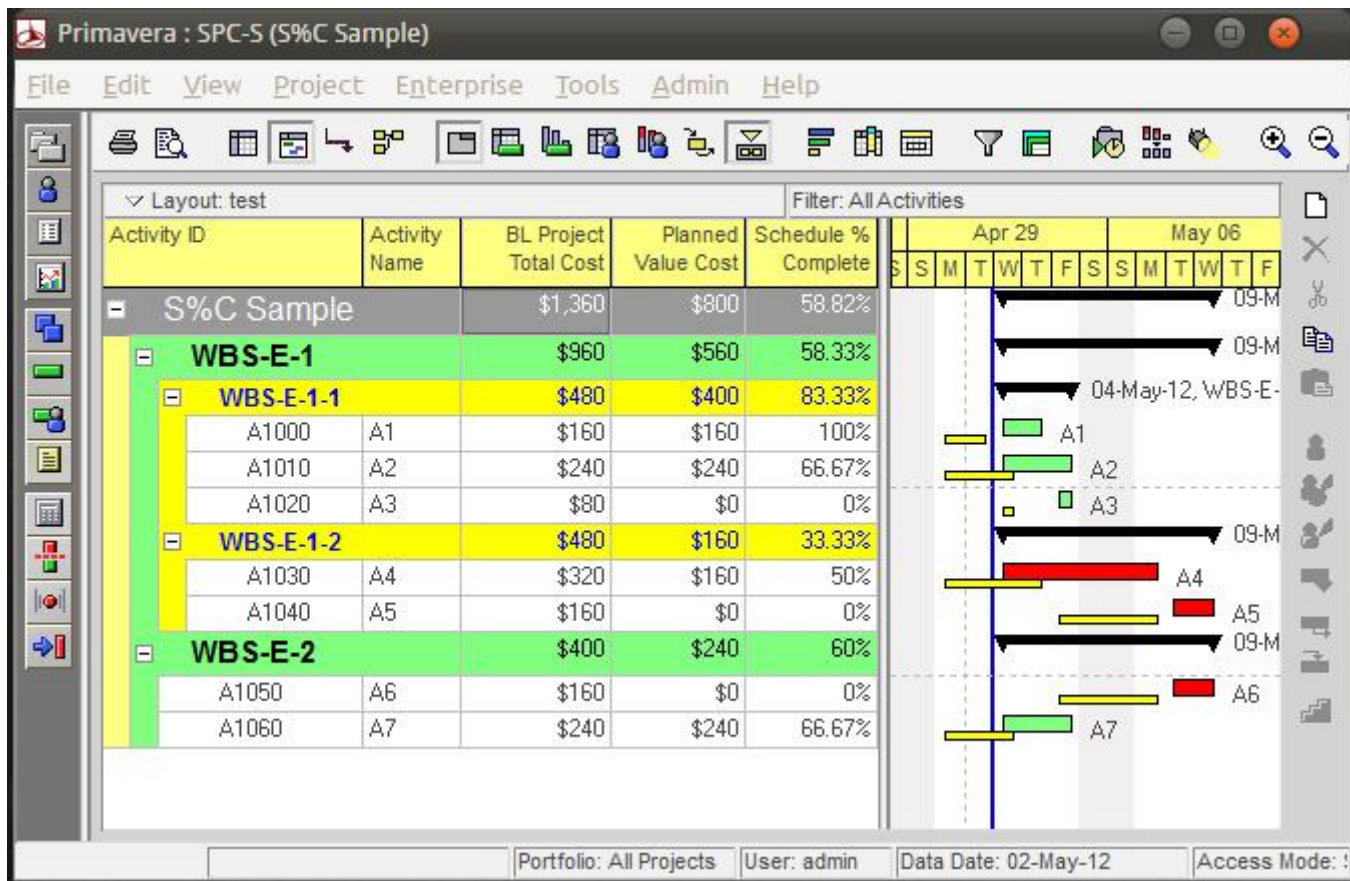 Primavera : SPC-S (S%C Sample)
File Edit View Project Enterprise Tools Admin Help
Layout: test Filter: All Activities
Activity ID Activity Name BL Project Total Cost Planned Value Cost Schedule % Complete Apr 29 May 06
S S M T W T F S S M T W T F
S%C Sample $1,360 $800 58.82% 09-M
WBS-E-1 $960 $560 58.33% 09-M
WBS-E-1-1 $480 $400 83.33% 04-May-12, WBS-E-
A1000 A1 $160 $160 100% A1
A1010 A2 $240 $240 66.67% A2
A1020 A3 $80 $0 0% A3
WBS-E-1-2 $480 $160 33.33% 09-M
A1030 A4 $320 $160 50% A4
A1040 A5 $160 $0 0% A5
WBS-E-2 $400 $240 60% 09-M
A1050 A6 $160 $0 0% A6
A1060 A7 $240 $240 66.67% A7
Portfolio: All Projects User: admin Data Date: 02-May-12 Access Mode: